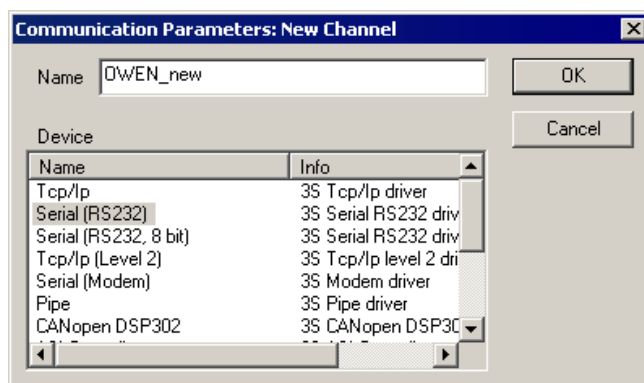 Communication Parameters: New Channel
Name OWEN_new OK
Device Cancel
Name Info
Tcp/Ip 3S Tcp/Ip driver
Serial (RS232) 3S Serial RS232 driv
Serial (RS232, 8 bit) 3S Serial RS232 driv
Tcp/Ip (Level 2) 3S Tcp/Ip level 2 dri
Serial (Modem) 3S Modem driver
Pipe 3S Pipe driver
CANopen DSP302 3S CANopen DSP30